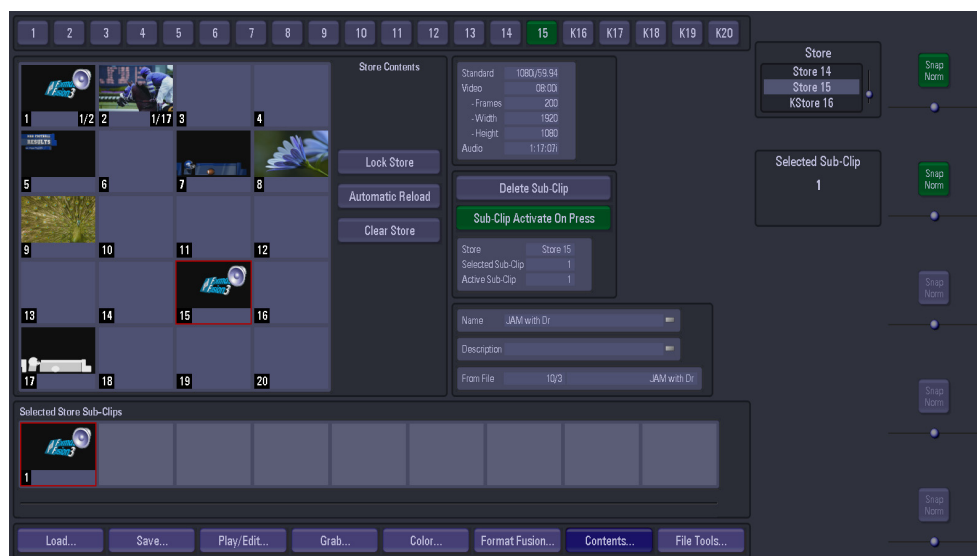 1 2 3 4 5 6 7 8 9 10 11 12 13 14 15 K16 K17 K18 K19 K20
Store
Store 14
Store 15
KStore 16
Snap
Norm
Store Contents
1 1/2 2 1/17 3 4
RESULTS
5 6 7 8
9 10 11 12
13 14 15 16
17 18 19 20
Lock Store
Automatic Reload
Clear Store
Standard 1080i/59.94
Video 08:00i
- Frames 200
- Width 1920
- Height 1080
Audio 1:17:07i
Delete Sub-Clip
Sub-Clip Activate On Press
Store Store 15
Selected Sub-Clip 1
Active Sub-Clip 1
Name JAM with Dr
Description
From File 10/3 JAM with Dr
Selected Sub-Clip
1
Snap
Norm
Snap
Norm
Snap
Norm
Snap
Norm
Selected Store Sub-Clips
1
Load... Save... Play/Edit... Grab... Color... Format Fusion... Contents... File Tools...